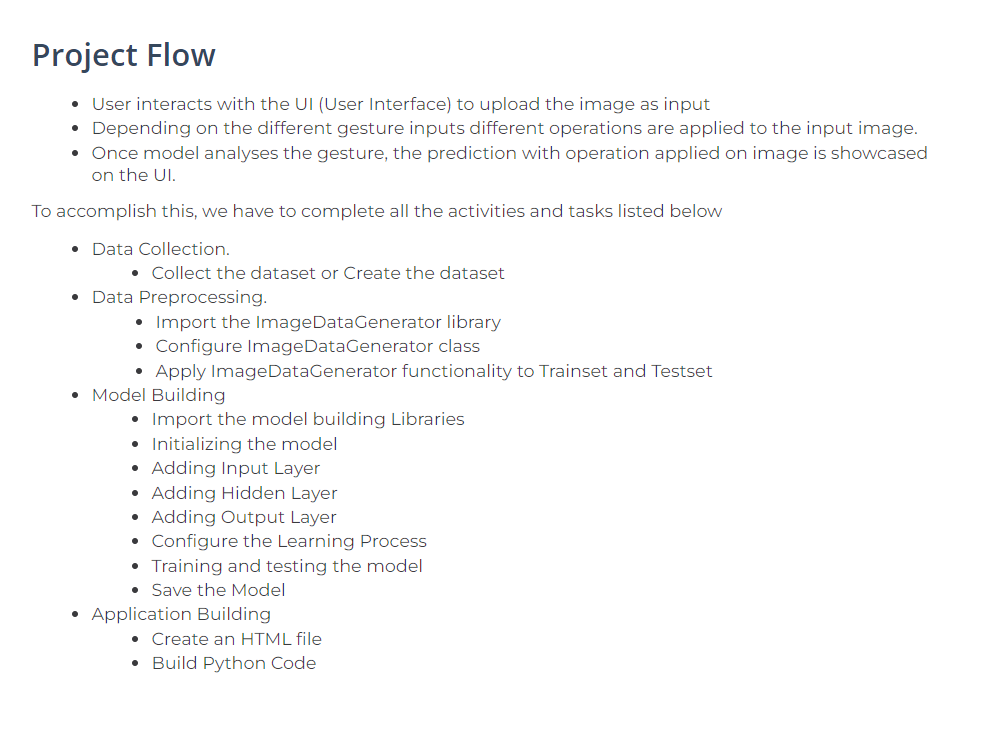 Project Flow
• User interacts with the UI (User Interface) to upload the image as input
• Depending on the different gesture inputs different operations are applied to the input image.
• Once model analyses the gesture, the prediction with operation applied on image is showcased
on the UI.
To accomplish this, we have to complete all the activities and tasks listed below
• Data Collection.
• Collect the dataset or Create the dataset
• Data Preprocessing.
• Import the ImageDataGenerator library
• Configure ImageDataGenerator class
• Apply ImageDataGenerator functionality to Trainset and Testset
• Model Building
• Import the model building Libraries
• Initializing the model
• Adding Input Layer
• Adding Hidden Layer
• Adding Output Layer
• Configure the Learning Process
• Training and testing the model
• Save the Model
• Application Building
• Create an HTML file
• Build Python Code